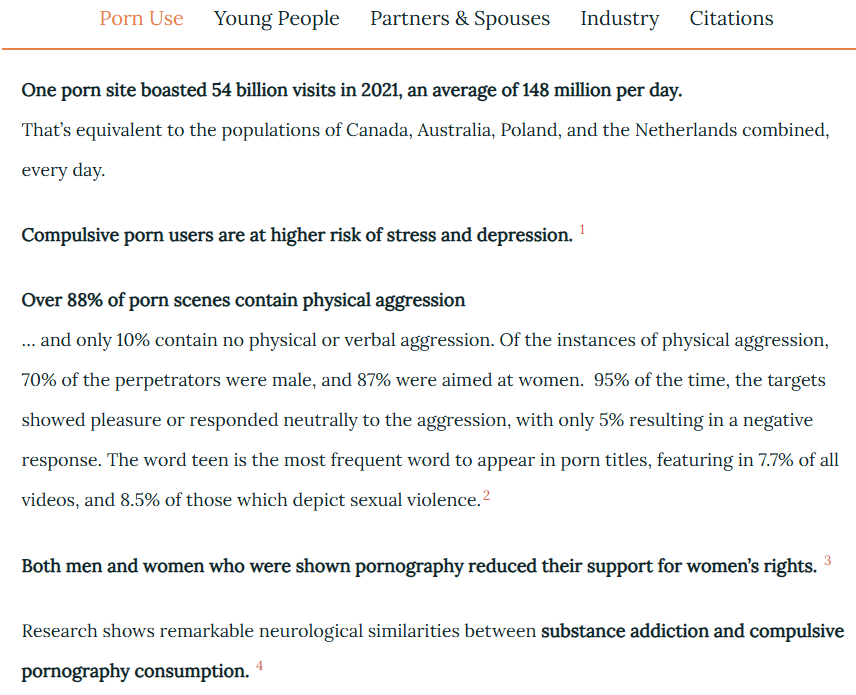 Porn Use Young People Partners & Spouses Industry Citations
One porn site boasted 54 billion visits in 2021, an average of 148 million per day.
That’s equivalent to the populations of Canada, Australia, Poland, and the Netherlands combined,
every day.
Compulsive porn users are at higher risk of stress and depression. 1
Over 88% of porn scenes contain physical aggression
… and only 10% contain no physical or verbal aggression. Of the instances of physical aggression,
70% of the perpetrators were male, and 87% were aimed at women. 95% of the time, the targets
showed pleasure or responded neutrally to the aggression, with only 5% resulting in a negative
response. The word teen is the most frequent word to appear in porn titles, featuring in 7.7% of all
videos, and 8.5% of those which depict sexual violence. 2
Both men and women who were shown pornography reduced their support for women’s rights. 3
Research shows remarkable neurological similarities between substance addiction and compulsive
pornography consumption. 4